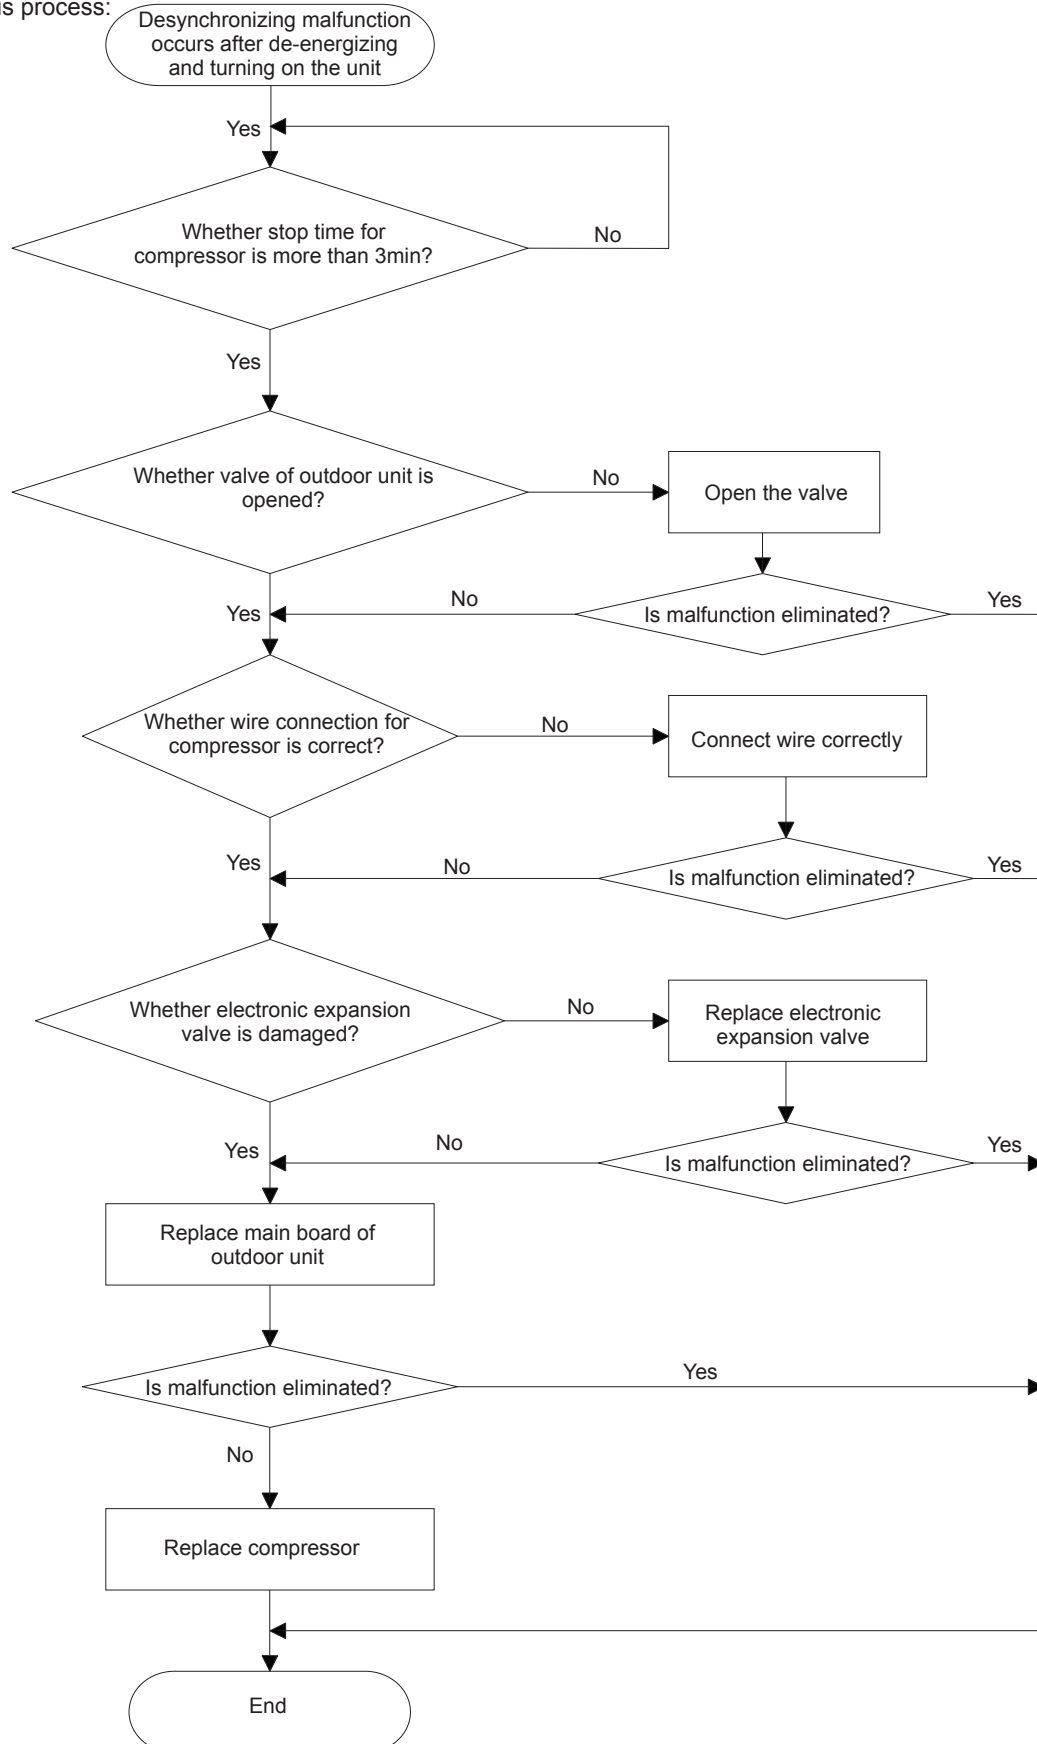 is process:
Desynchronizing malfunction
occurs after de-energizing
and turning on the unit
Yes
Whether stop time for
compressor is more than 3min?
No
Yes
Whether valve of outdoor unit is
opened?
No
Open the valve
Yes
No
Is malfunction eliminated?
Yes
Whether wire connection for
compressor is correct?
No
Connect wire correctly
Yes
No
Is malfunction eliminated?
Yes
Whether electronic expansion
valve is damaged?
No
Replace electronic
expansion valve
Yes
No
Is malfunction eliminated?
Yes
Replace main board of
outdoor unit
Is malfunction eliminated?
Yes
No
Replace compressor
End